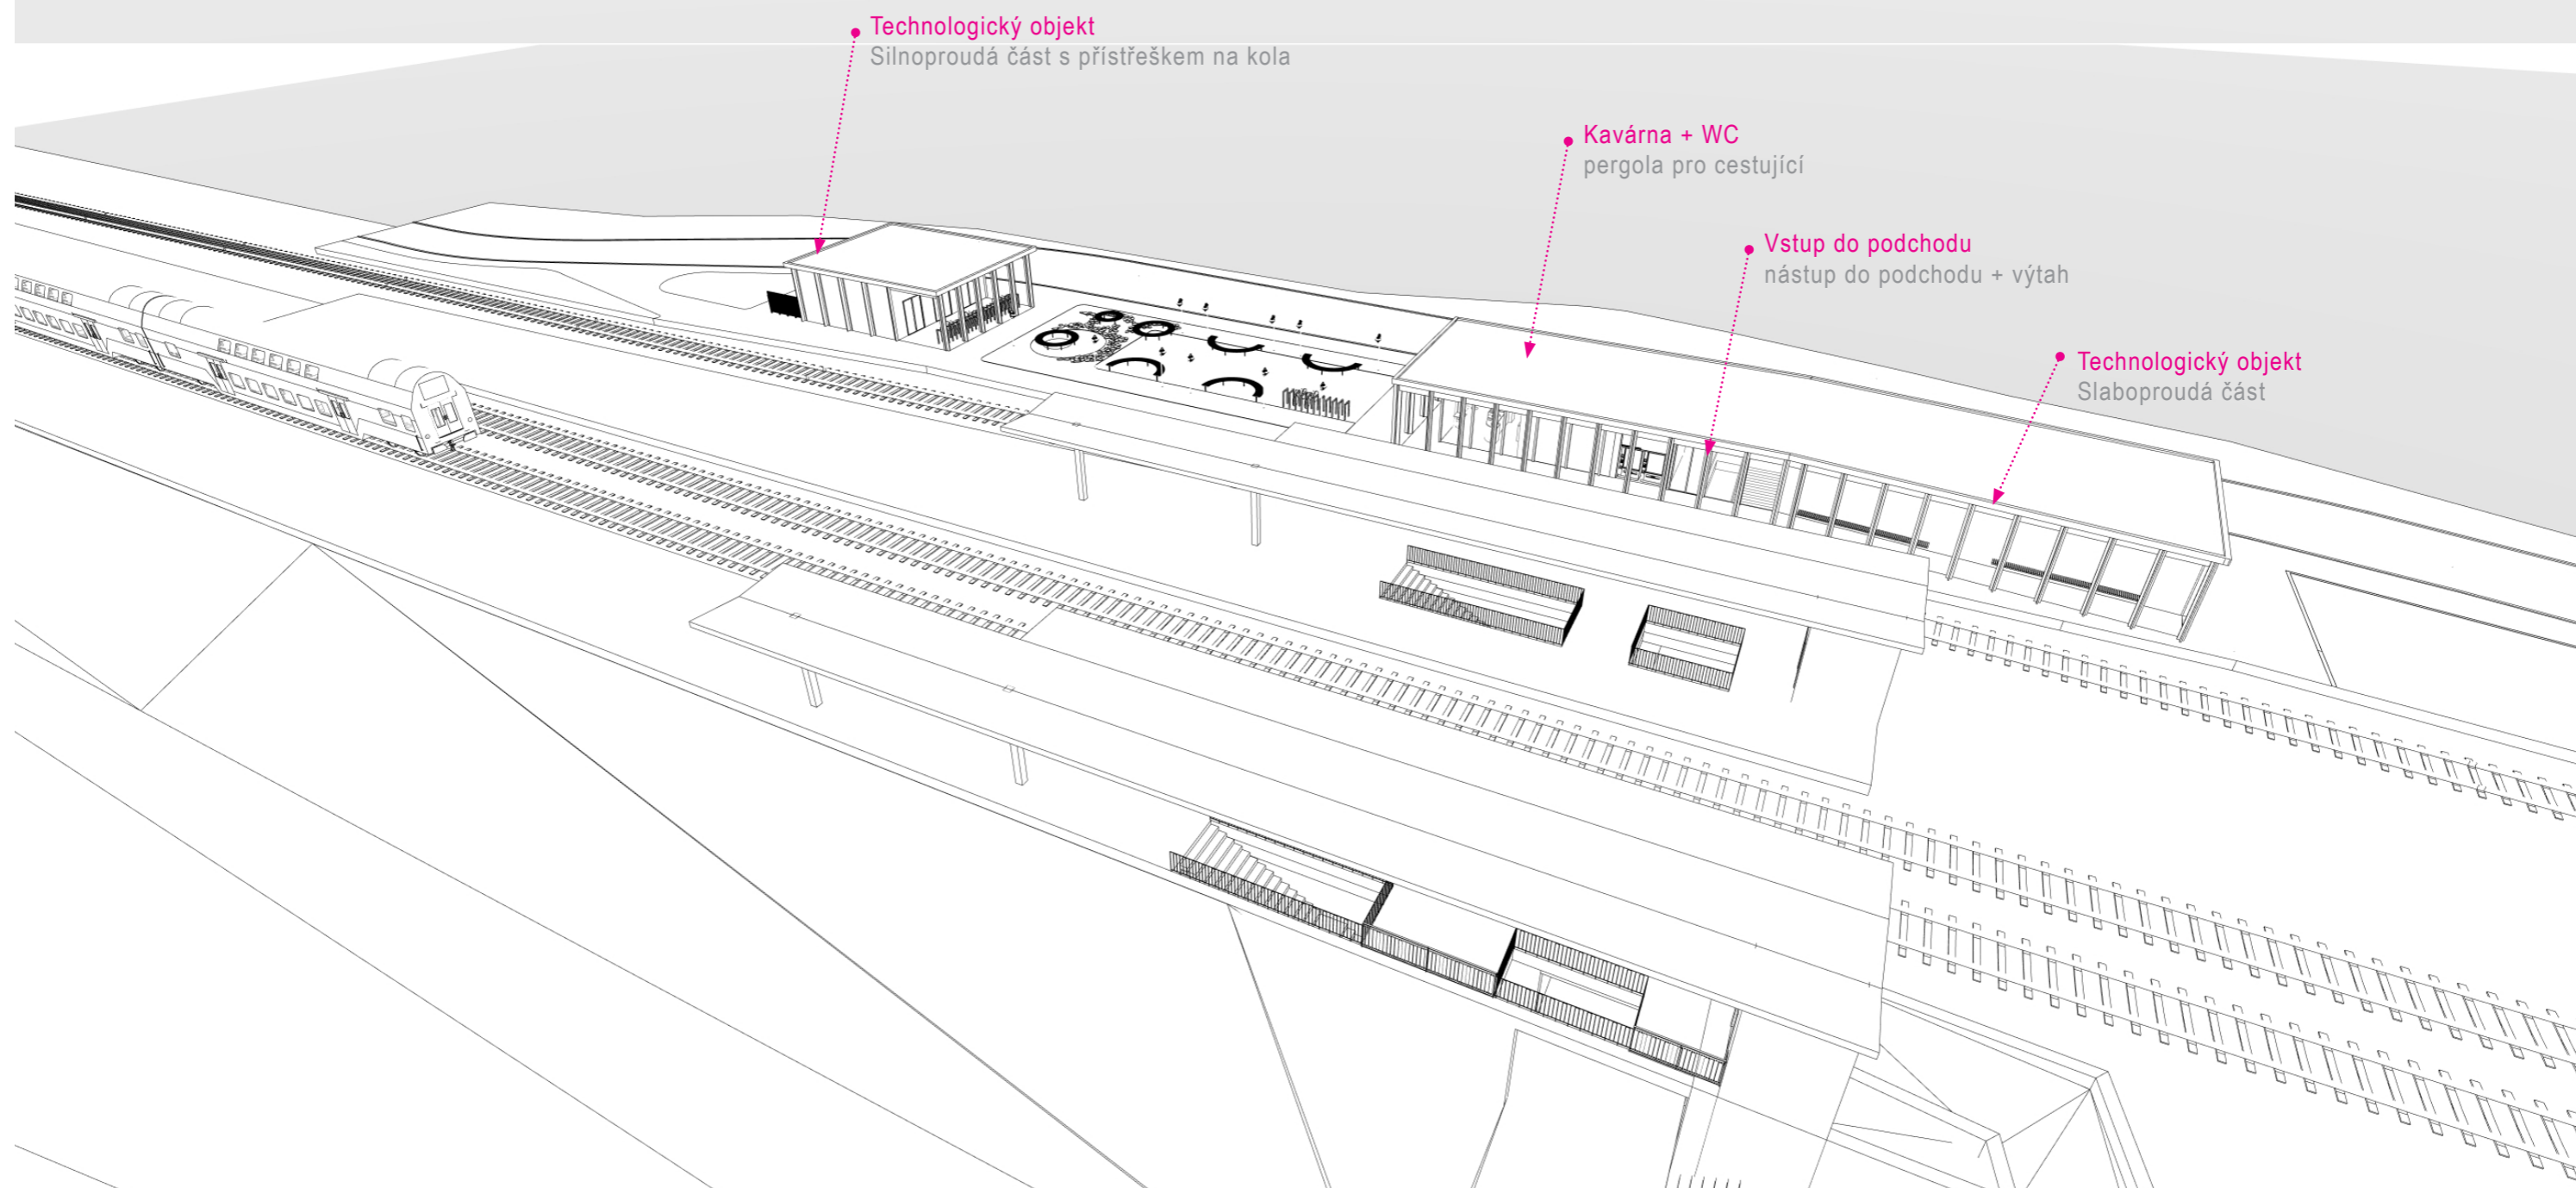 Technologický objekt
Silnoproudá část s přístřeškem na kola
Kavárna + WC
pergola pro cestující
Vstup do podchodu
nástup do podchodu + výtah
Technologický objekt
Slaboproudá část